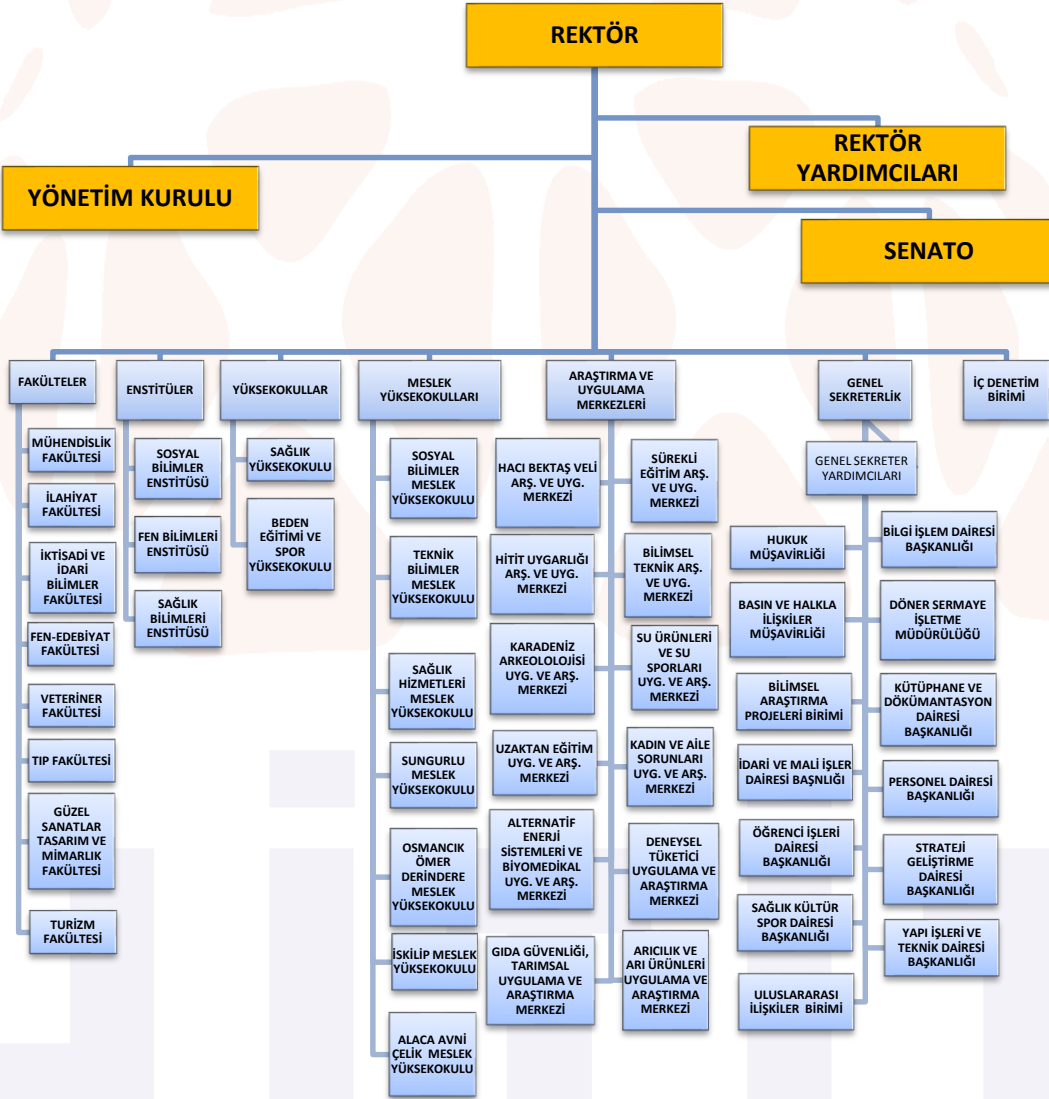 REKTÖR
REKTÖR
YARDIMCILARI
YÖNETİM KURULU
SENATO
FAKÜLTELER
MÜHENDİSLİK
FAKÜLTESİ
İLAHİYAT
FAKÜLTESİ
İKTİSADİ VE
İDARİ
BİLİMLER
FAKÜLTESİ
FEN-EDEBİYAT
FAKÜLTESİ
VETERİNER
FAKÜLTESİ
TIP FAKÜLTESİ
GÜZEL
SANATLAR
TASARIM VE
MİMARLIK
FAKÜLTESİ
TURİZM
FAKÜLTESİ
ENSTİTÜLER
SOSYAL
BİLİMLER
ENSTİTÜSÜ
FEN BİLİMLERİ
ENSTİTÜSÜ
SAĞLIK
BİLİMLERİ
ENSTİTÜSÜ
YÜKSEKOKULLAR
SAĞLIK
YÜKSEKOKULU
BEDEN
EĞİTİMİ VE
SPOR
YÜKSEKOKULU
MESLEK
YÜKSEKOKULLARI
SOSYAL
BİLİMLER
MESLEK
YÜKSEKOKULU
TEKNİK
BİLİMLER
MESLEK
YÜKSEKOKULU
SAĞLIK
HİZMETLERİ
MESLEK
YÜKSEKOKULU
SUNGURLU
MESLEK
YÜKSEKOKULU
OSMANCIK
ÖMER
DERİNDERE
MESLEK
YÜKSEKOKULU
İSKİLİP MESLEK
YÜKSEKOKULU
ALACA AVNİ
ÇELİK MESLEK
YÜKSEKOKULU
ARAŞTIRMA VE
UYGULAMA
MERKEZLERİ
HACI BEKTAŞ VELİ
ARŞ. VE UYG.
MERKEZİ
SÜREKLİ
EĞİTİM ARŞ.
VE UYG.
MERKEZİ
HİTİT UYGARLIĞI
ARŞ. VE UYG.
MERKEZİ
BİLİMSEL
TEKNİK ARŞ.
VE UYG.
MERKEZİ
KARADENİZ
ARKEOLOLOJİSİ
UYG. VE ARŞ.
MERKEZİ
SU ÜRÜNLERİ
VE SU
SPORLARI
UYG. VE ARŞ.
MERKEZİ
UZAKTAN EĞİTİM
UYG. VE ARŞ.
MERKEZİ
KADIN VE AİLE
SORUNLARI
UYG. VE ARŞ.
MERKEZİ
ALTERNATİF
ENERJİ
SİSTEMLERİ VE
BİYOMEDİKAL
UYG. VE ARŞ.
MERKEZİ
DENEYSEL
TÜKETİCİ
UYGULAMA VE
ARAŞTIRMA
MERKEZİ
GIDA GÜVENLİĞİ,
TARIMSAL
UYGULAMA VE
ARAŞTIRMA
MERKEZİ
ARICILIK VE
ARI ÜRÜNLERİ
UYGULAMA VE
ARAŞTIRMA
MERKEZİ
GENEL
SEKRETERLİK
GENEL SEKRETER
YARDIMCILARI
HUKUK
MÜŞAVİRLİĞİ
BİLGİ İŞLEM DAİRESİ
BAŞKANLIĞI
BASIN VE HALKLA
İLİŞKİLER
MÜŞAVİRLİĞİ
DÖNER SERMAYE
İŞLETME
MÜDÜRÜLÜĞÜ
BİLİMSEL
ARAŞTIRMA
PROJELERİ BİRİMİ
KÜTÜPHANE VE
DÖKÜMANTASYON
DAİRESİ
BAŞKANLIĞI
İDARİ VE MALİ İŞLER
DAİRESİ BAŞNLIĞI
PERSONEL DAİRESİ
BAŞKANLIĞI
ÖĞRENCİ İŞLERİ
DAİRESİ
BAŞKANLIĞI
STRATEJİ
GELİŞTİRME
DAİRESİ
BAŞKANLIĞI
SAĞLIK KÜLTÜR
SPOR DAİRESİ
BAŞKANLIĞI
YAPI İŞLERİ VE
TEKNİK DAİRESİ
BAŞKANLIĞI
ULUSLARARASI
İLİŞKİLER BİRİMİ
İÇ DENETİM
BİRİMİ